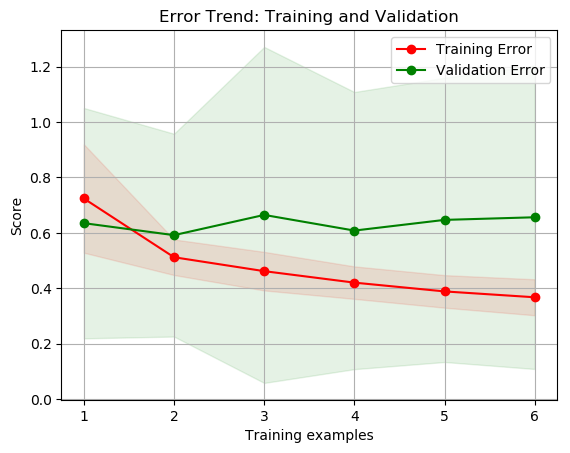 Error Trend: Training and Validation
Training Error
Validation Error
Score
1.2
1.0
0.8
0.6
0.4
0.2
0.0
1 2 3 4 5 6
Training examples